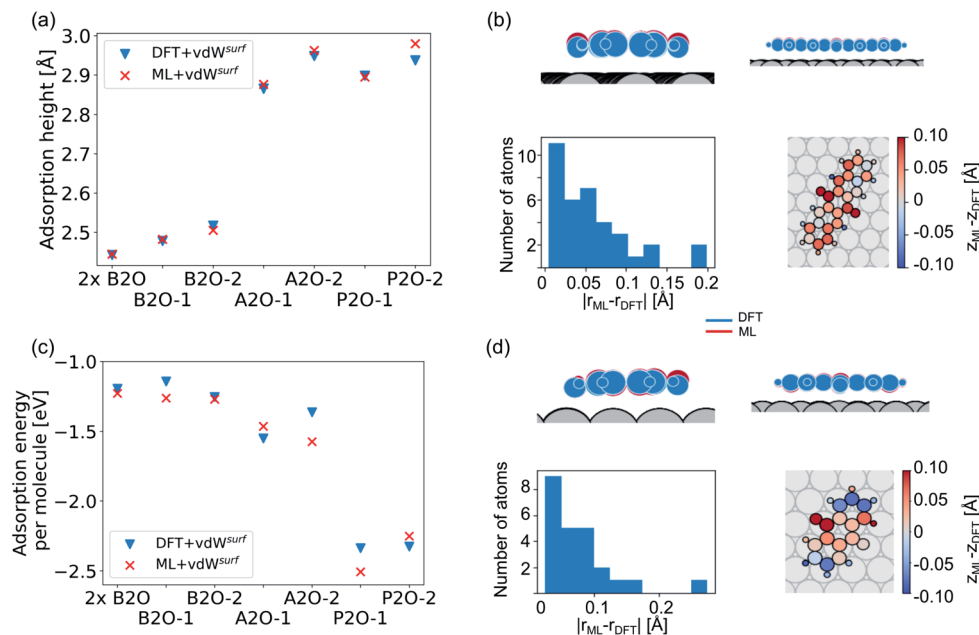 (a)
Adsorption height [Å]
3.0
2.9
2.8
2.7
2.6
2.5
DFT+vdW^surf
ML+vdW^surf
2x B2O
B2O-1
B2O-2
A2O-1
A2O-2
P2O-1
P2O-2
(b)
Number of atoms
10
8
6
4
2
0.05
0.1
0.15
0.2
0
|r_ML-r_DFT| [Å]
0.10
0.05
0
-0.05
-0.10
z_ML-z_DFT [Å]
DFT
ML
(c)
Adsorption energy
per molecule [eV]
−1.0
−1.5
−2.0
−2.5
DFT+vdW^surf
ML+vdW^surf
2x B2O
B2O-1
B2O-2
A2O-1
A2O-2
P2O-1
P2O-2
(d)
Number of atoms
8
6
4
2
0
0.1
0.2
|r_ML-r_DFT| [Å]
0.10
0.05
0
-0.05
-0.10
z_ML-z_DFT [Å]